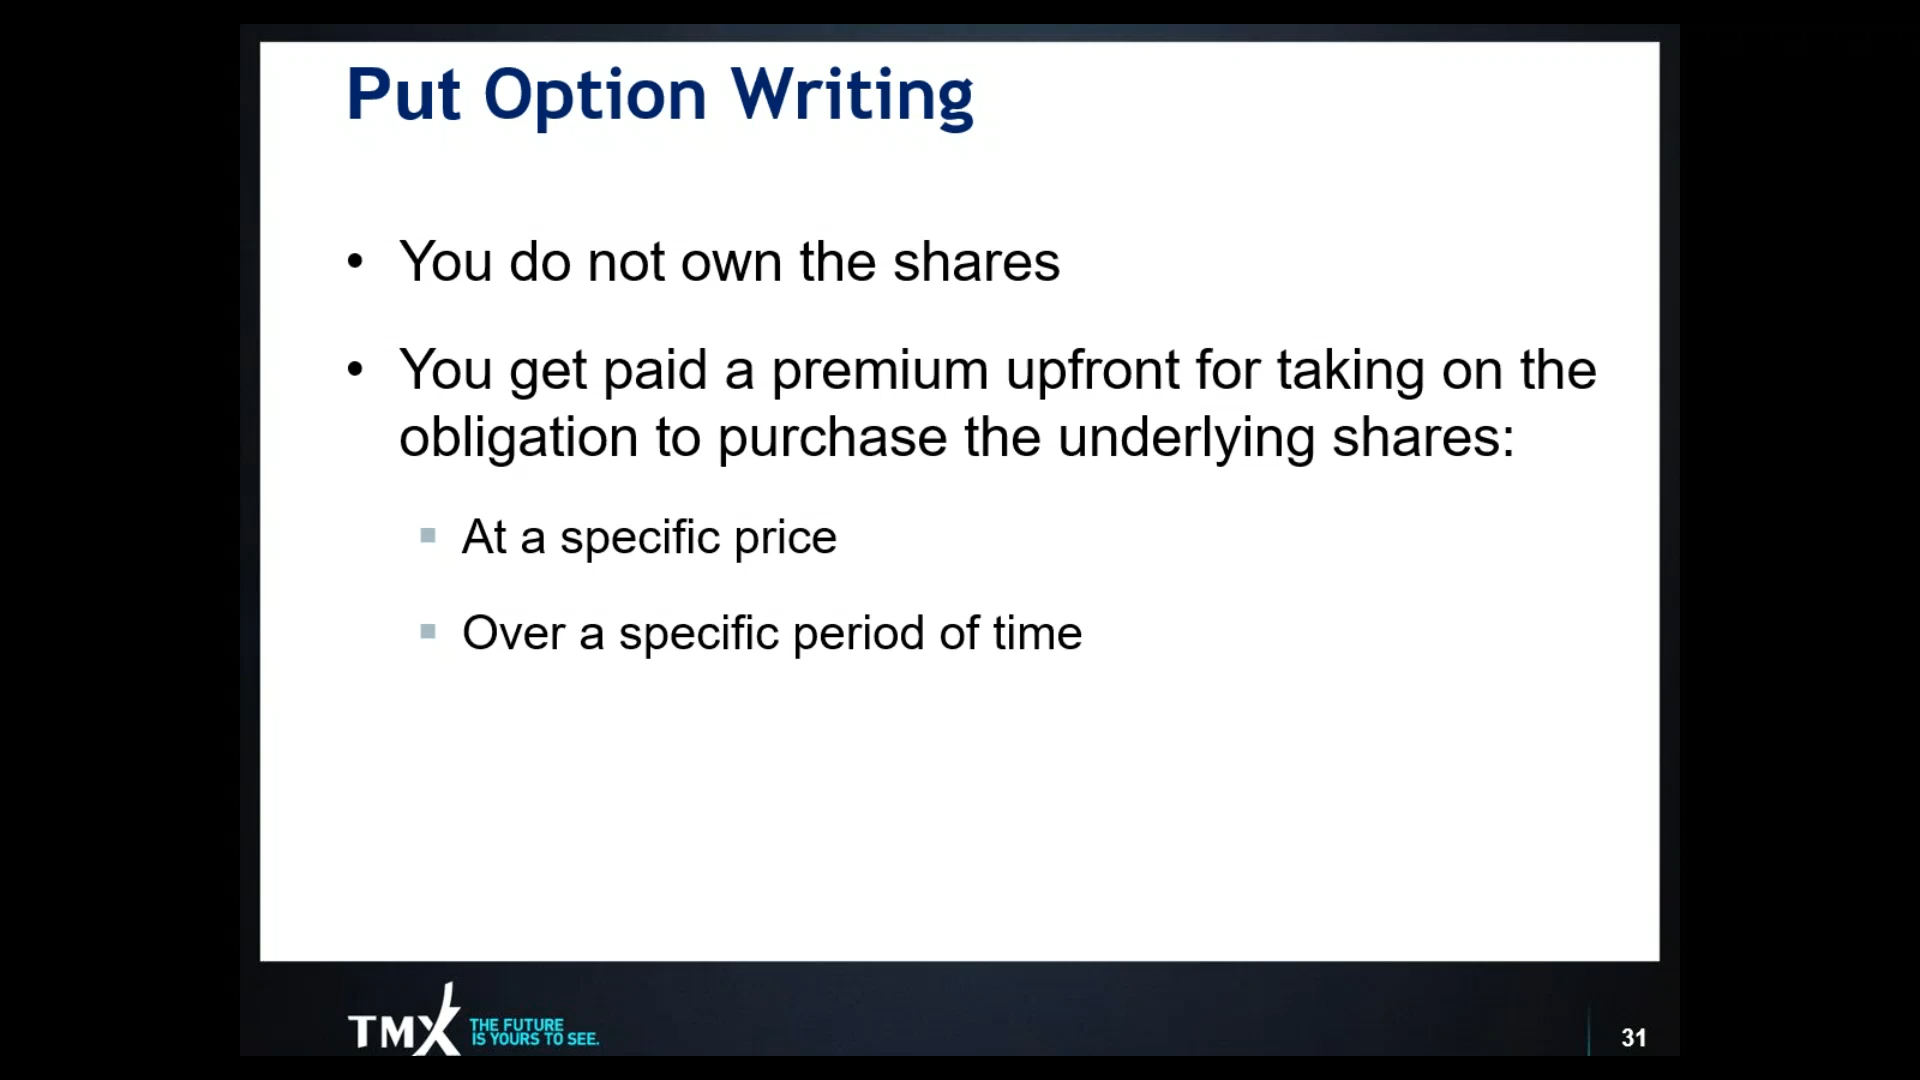 Put Option Writing
• You do not own the shares
• You get paid a premium upfront for taking on the
obligation to purchase the underlying shares:
▪ At a specific price
▪ Over a specific period of time
TMX THE FUTURE
IS YOURS TO SEE.
31